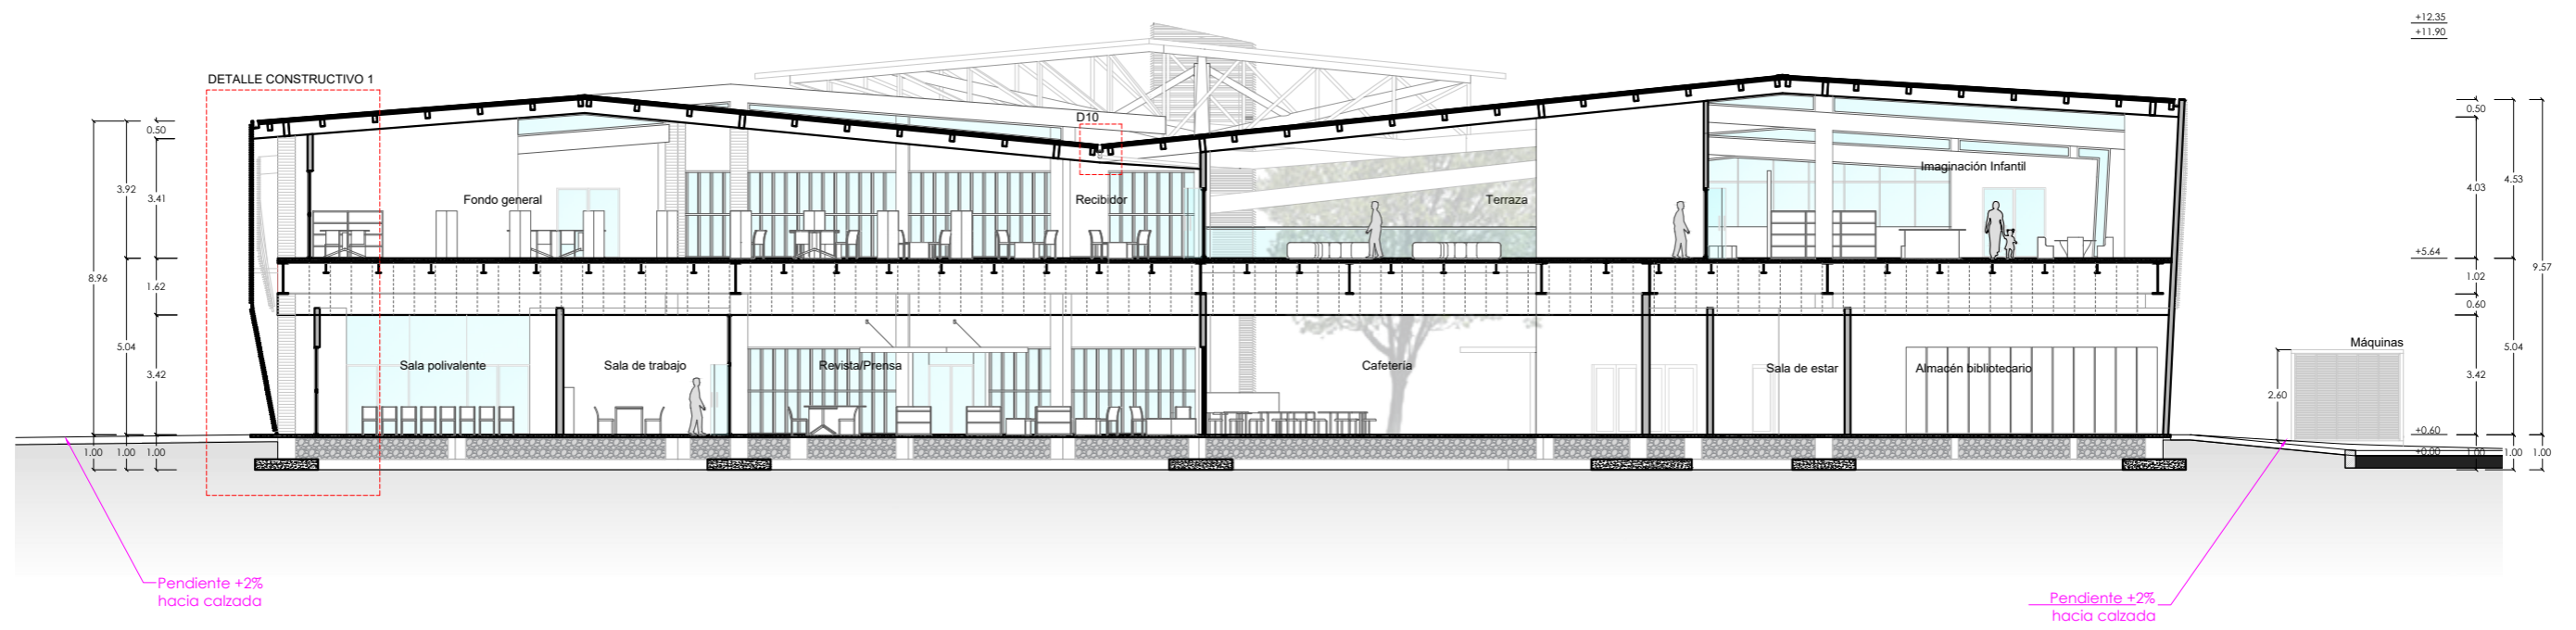 +12.35
+11.90
DETALLE CONSTRUCTIVO 1
D10
0.50
0.50
3.92
3.41
Fondo general
Recibidor
Terraza
Imaginación Infantil
4.03
4.53
8.96
1.62
+5.64
1.02
9.57
0.60
5.04
3.42
Sala polivalente
Sala de trabajo
Revista/Prensa
Cafetería
Sala de estar
Almacén bibliotecario
Máquinas
2.60
3.42
5.04
+0.60
1.00
1.00
1.00
+0.00
1.00
1.00
1.00
Pendiente +2%
hacia calzada
Pendiente +2%
hacia calzada